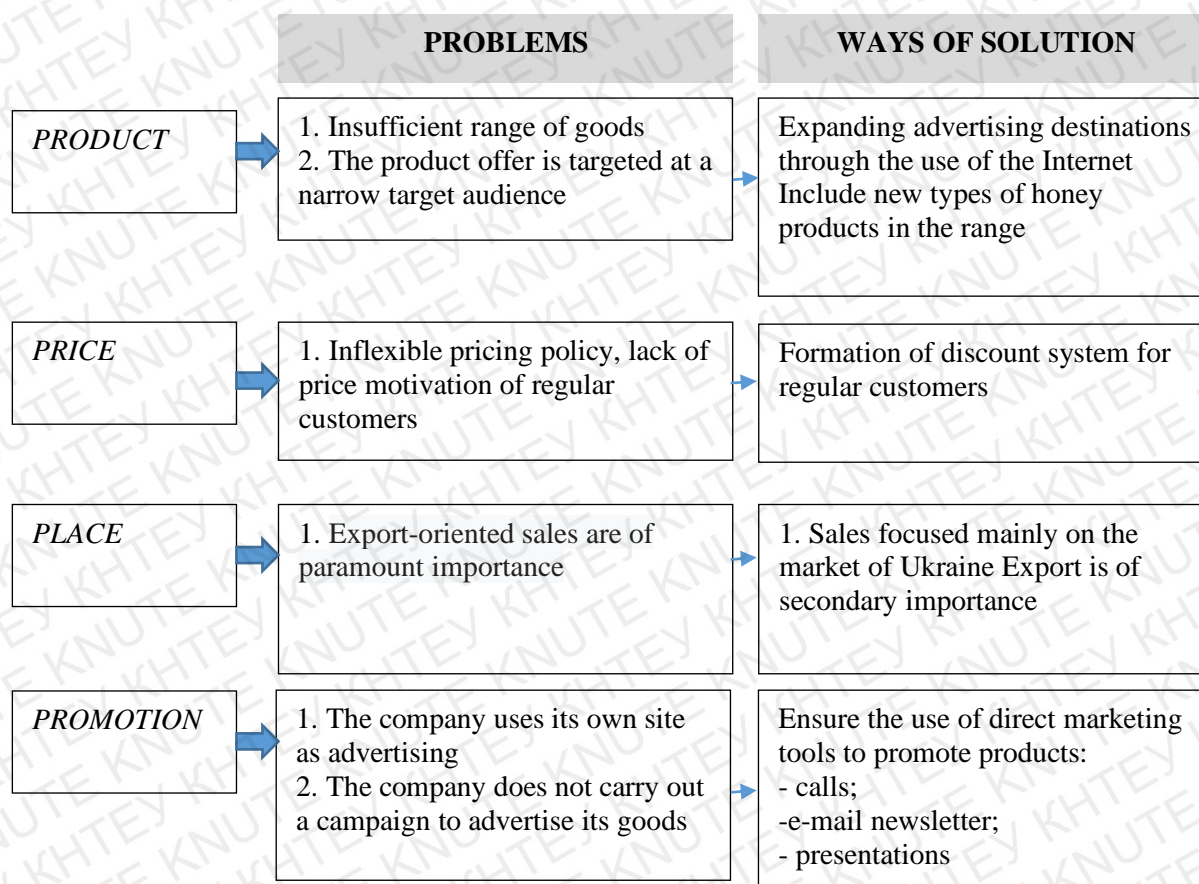 PROBLEMS
WAYS OF SOLUTION
PRODUCT
1. Insufficient range of goods
2. The product offer is targeted at a
narrow target audience
Expanding advertising destinations
through the use of the Internet
Include new types of honey
products in the range
PRICE
1. Inflexible pricing policy, lack of
price motivation of regular
customers
Formation of discount system for
regular customers
PLACE
1. Export-oriented sales are of
paramount importance
1. Sales focused mainly on the
market of Ukraine Export is of
secondary importance
PROMOTION
1. The company uses its own site
as advertising
2. The company does not carry out
a campaign to advertise its goods
Ensure the use of direct marketing
tools to promote products:
- calls;
-e-mail newsletter;
- presentations